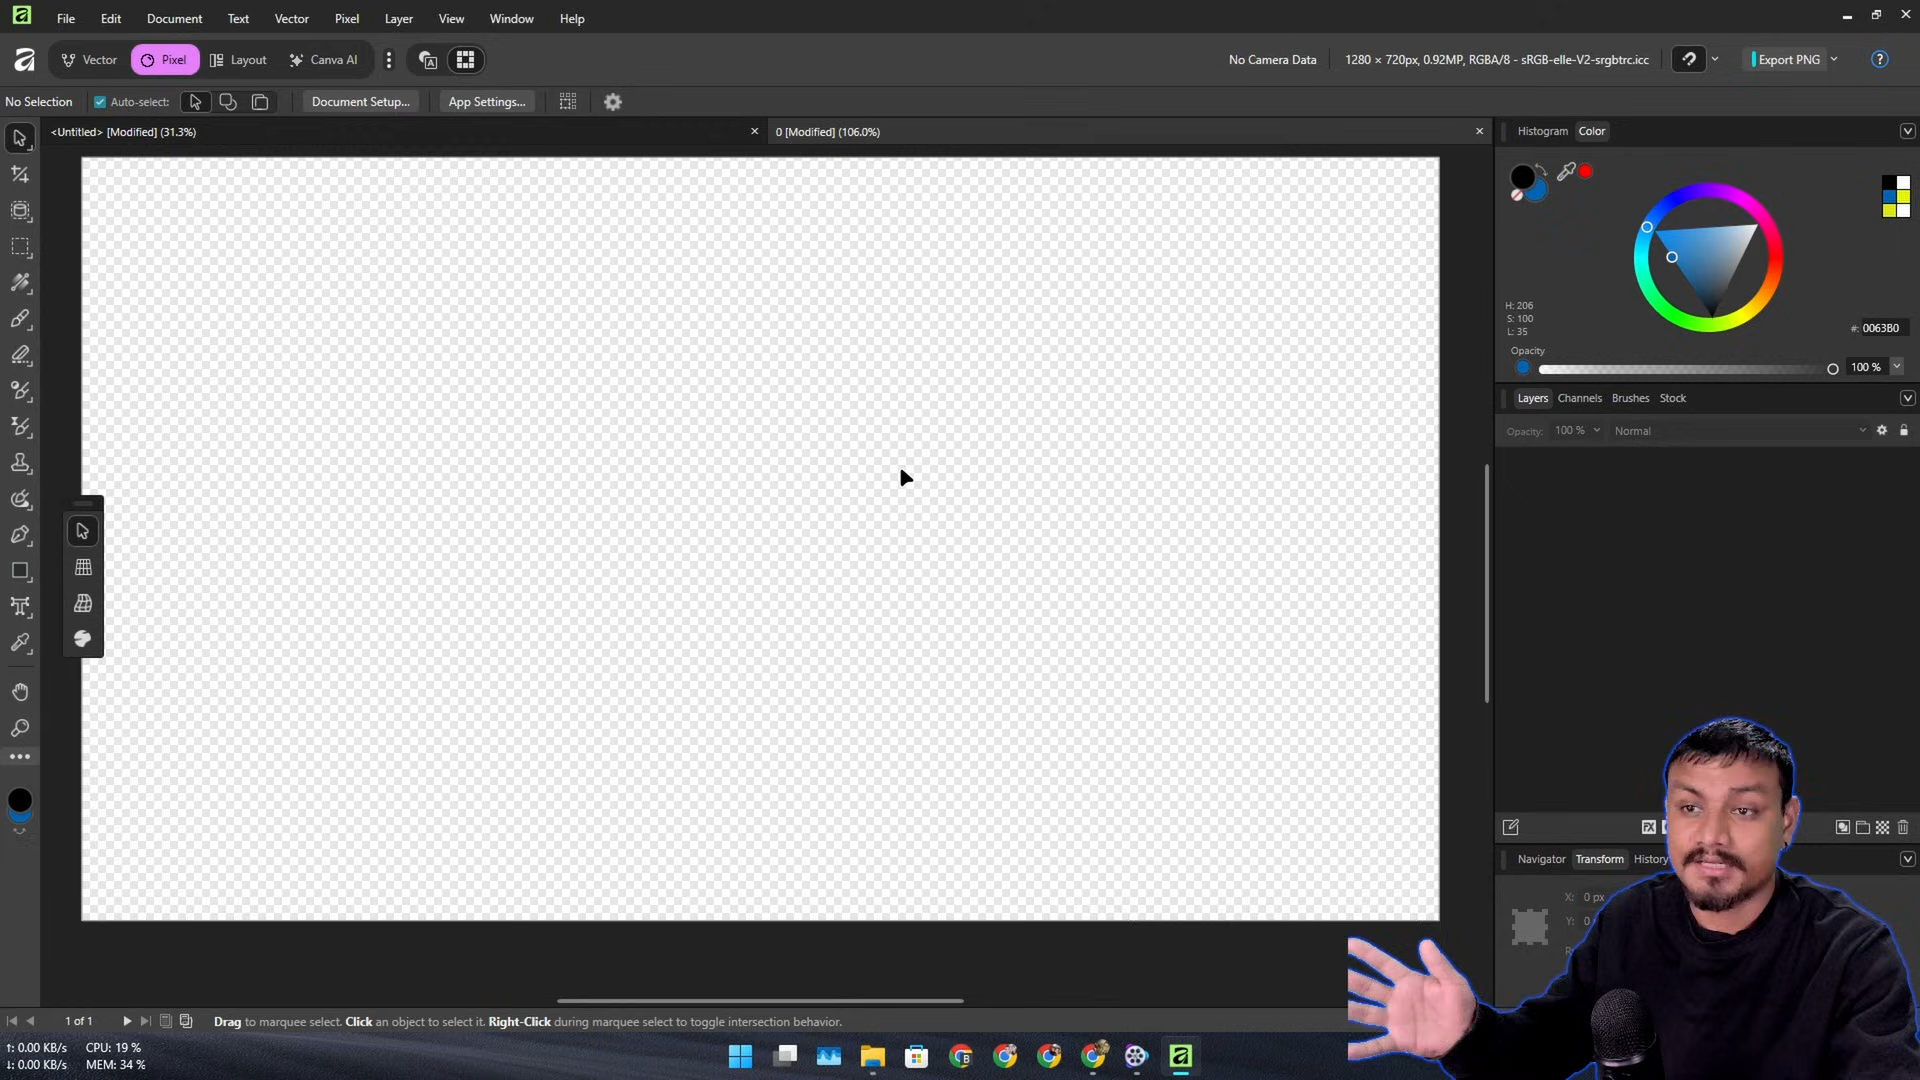 File Edit Document Text Vector Pixel Layer View Window Help
Vector Pixel Layout Canva AI No Camera Data 1280 × 720px, 0.92MP, RGBA/8 - sRGB-elle-V2-srgbtrc.icc Export PNG ?
No Selection Auto-select: Document Setup... App Settings...
<Untitled> [Modified] (31.3%) 0 [Modified] (106.0%)
Histogram Color
H: 206
S: 100
L: 35
#: 0063B0
Opacity
100 %
Layers Channels Brushes Stock
Opacity: 100 % Normal
Navigator Transform History
X: 0 px
Y: 0
1 of 1 Drag to marquee select. Click an object to select it. Right-Click during marquee select to toggle intersection behavior.
↑: 0.00 KB/s CPU: 19 %
↓: 0.00 KB/s MEM: 34 %